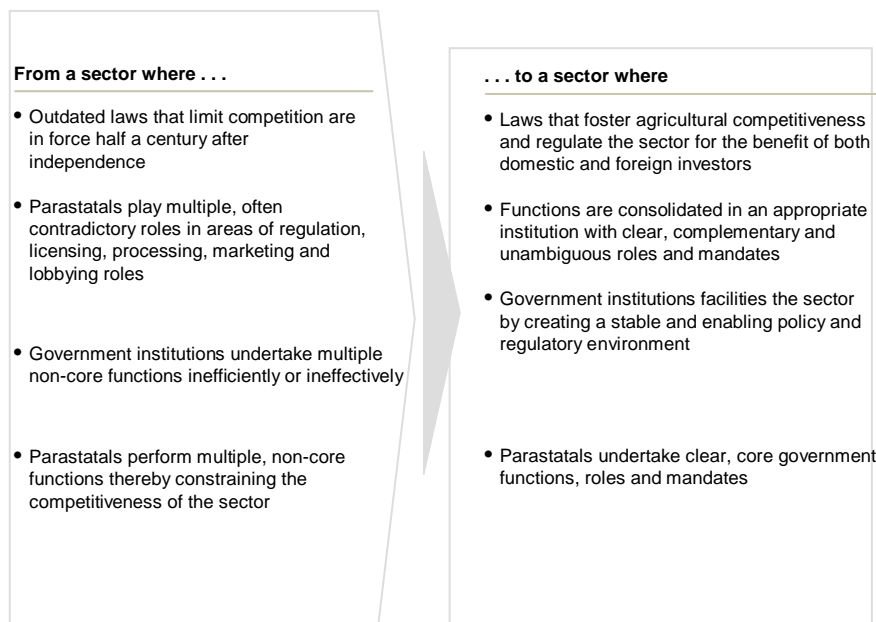 From a sector where . . .
• Outdated laws that limit competition are
in force half a century after
independence
• Parastatals play multiple, often
contradictory roles in areas of regulation,
licensing, processing, marketing and
lobbying roles
• Government institutions undertake multiple
non-core functions inefficiently or ineffectively
• Parastatals perform multiple, non-core
functions thereby constraining the
competitiveness of the sector
. . . to a sector where
• Laws that foster agricultural competitiveness
and regulate the sector for the benefit of both
domestic and foreign investors
• Functions are consolidated in an appropriate
institution with clear, complementary and
unambiguous roles and mandates
• Government institutions facilities the sector
by creating a stable and enabling policy and
regulatory environment
• Parastatals undertake clear, core government
functions, roles and mandates